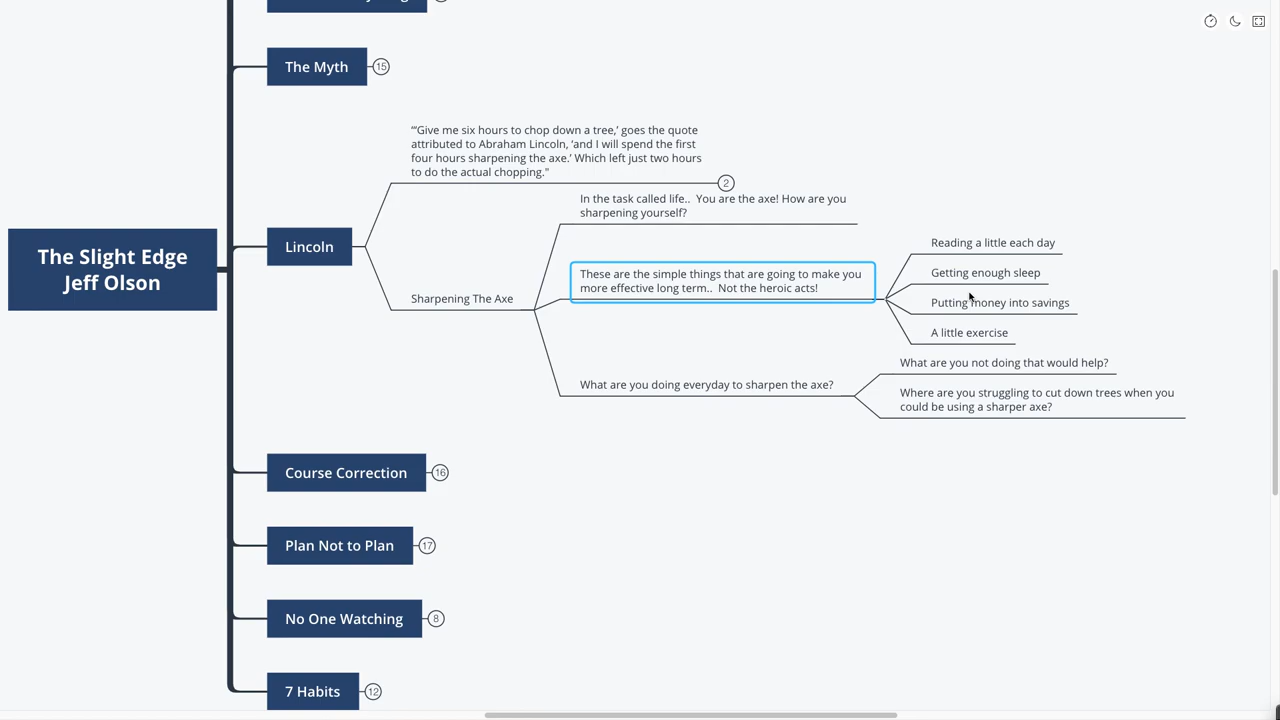 The Myth
15
“‘Give me six hours to chop down a tree,’ goes the quote
attributed to Abraham Lincoln, ‘and I will spend the first
four hours sharpening the axe.’ Which left just two hours
to do the actual chopping."
2
In the task called life..  You are the axe! How are you
sharpening yourself?
The Slight Edge
Jeff Olson
Lincoln
Sharpening The Axe
These are the simple things that are going to make you
more effective long term..  Not the heroic acts!
Reading a little each day
Getting enough sleep
Putting money into savings
A little exercise
What are you doing everyday to sharpen the axe?
What are you not doing that would help?
Where are you struggling to cut down trees when you
could be using a sharper axe?
Course Correction
16
Plan Not to Plan
17
No One Watching
8
7 Habits
12